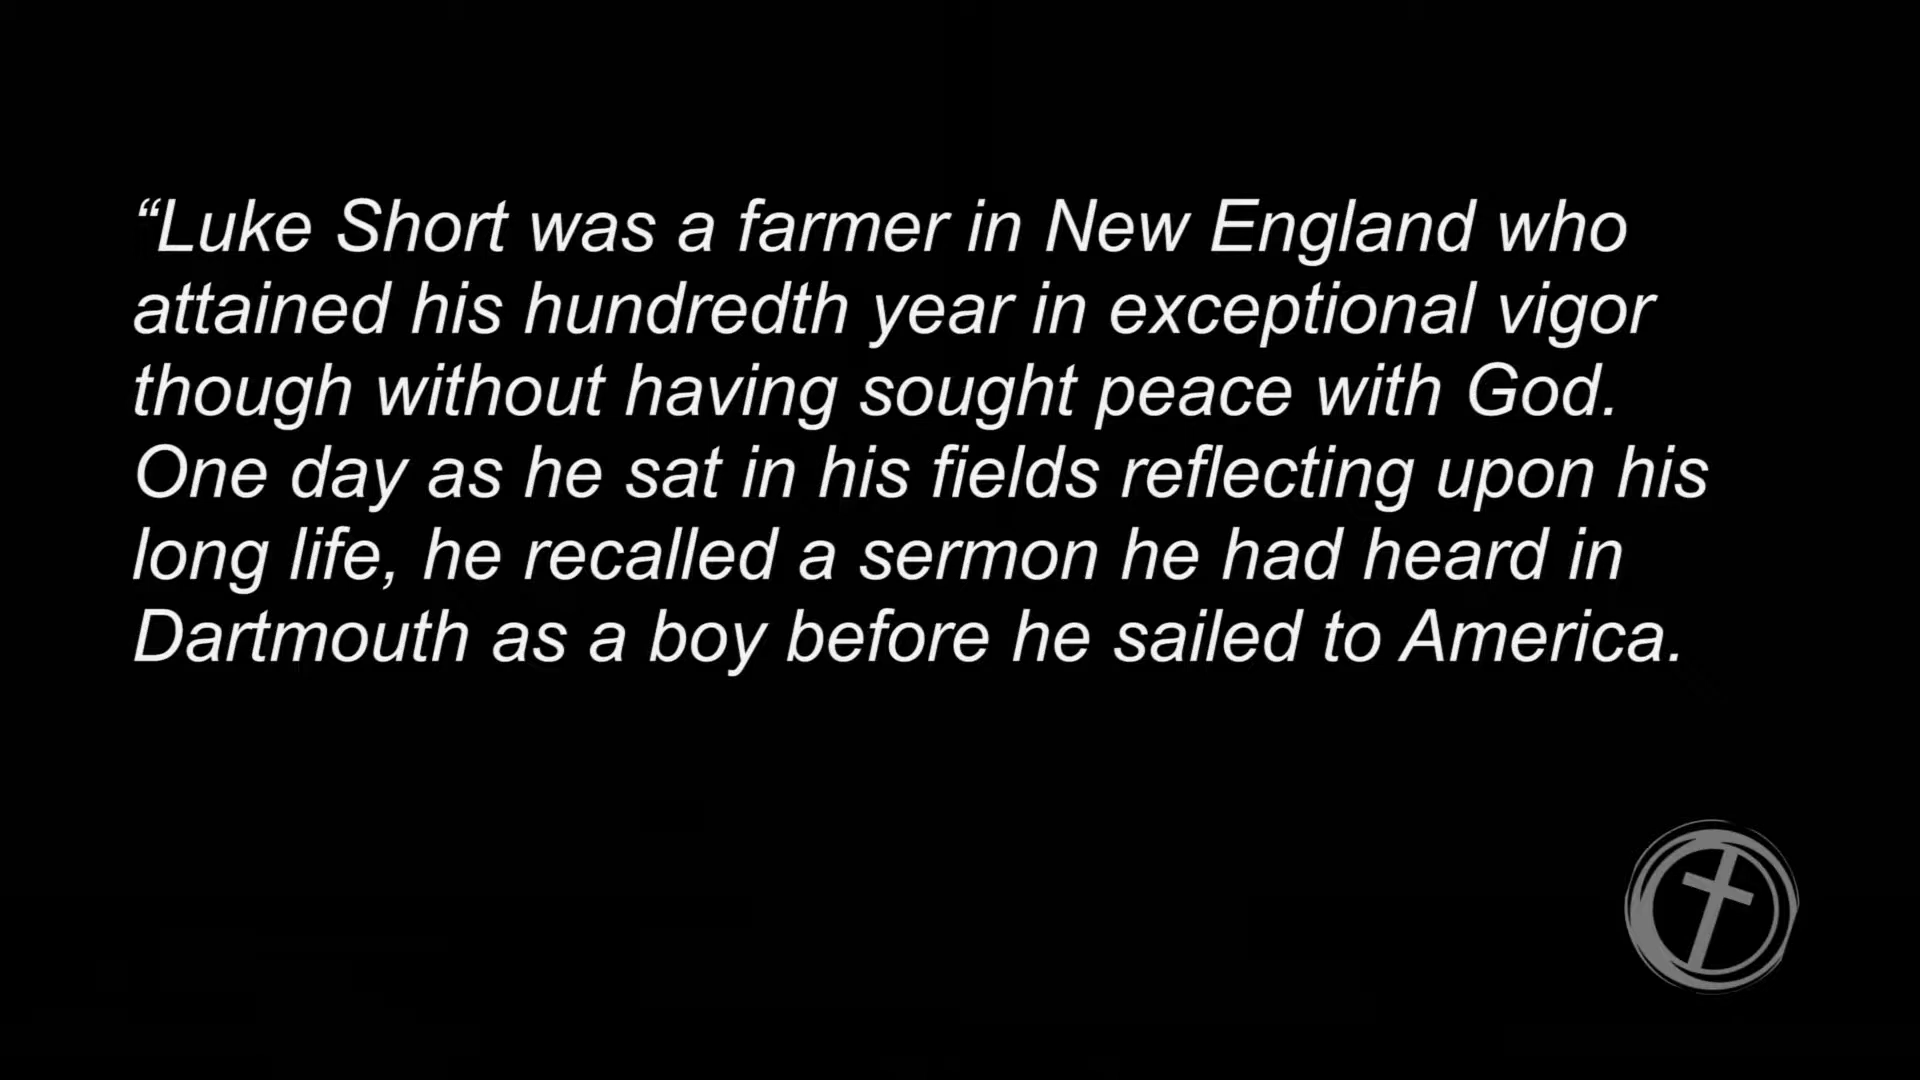 “Luke Short was a farmer in New England who
attained his hundredth year in exceptional vigor
though without having sought peace with God.
One day as he sat in his fields reflecting upon his
long life, he recalled a sermon he had heard in
Dartmouth as a boy before he sailed to America.